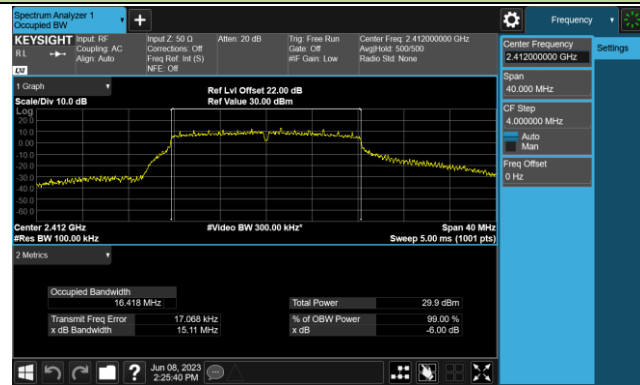 Spectrum Analyzer 1
Occupied BW
Frequency
KEYSIGHT
Input: RF
Coupling: AC
Align: Auto
Input Z: 50 Ω
Corrections: Off
Freq Ref: Int (S)
NFE: Off
Atten: 20 dB
Trig: Free Run
Gate: Off
#IF Gain: Low
Center Freq: 2.412000000 GHz
Avg|Hold: 500/500
Radio Std: None
RL
LXI
Center Frequency
2.412000000 GHz
Settings
Span
40.000 MHz
CF Step
4.000000 MHz
Auto
Man
Freq Offset
0 Hz
1 Graph
Scale/Div 10.0 dB
Ref Lvl Offset 22.00 dB
Ref Value 30.00 dBm
Log
20.0
10.0
0.00
-10.0
-20.0
-30.0
-40.0
-50.0
-60.0
Center 2.412 GHz
#Video BW 300.00 kHz*
Span 40 MHz
#Res BW 100.00 kHz
Sweep 5.00 ms (1001 pts)
2 Metrics
Occupied Bandwidth
16.418 MHz
Total Power 29.9 dBm
Transmit Freq Error 17.068 kHz
% of OBW Power 99.00 %
x dB Bandwidth 15.11 MHz
x dB -6.00 dB
Jun 08, 2023
2:25:40 PM